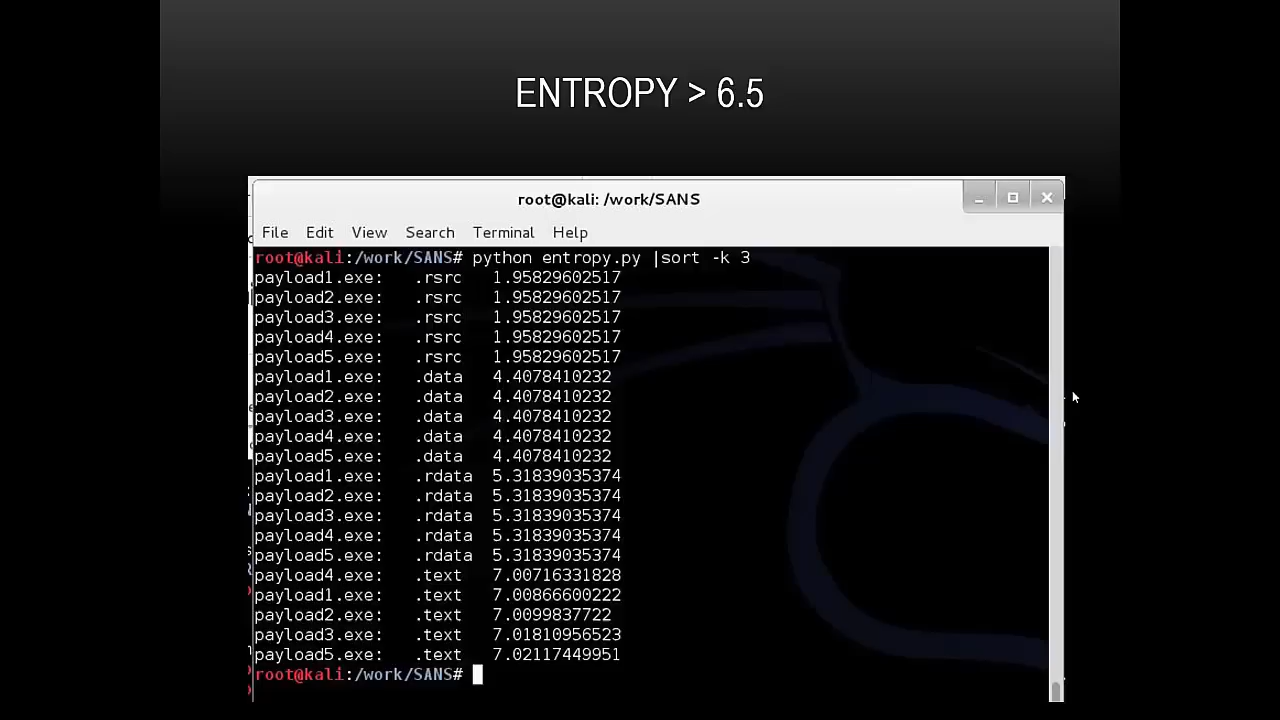 ENTROPY > 6.5
root@kali: /work/SANS
File Edit View Search Terminal Help
root@kali:/work/SANS# python entropy.py |sort -k 3
payload1.exe: .rsrc 1.95829602517
payload2.exe: .rsrc 1.95829602517
payload3.exe: .rsrc 1.95829602517
payload4.exe: .rsrc 1.95829602517
payload5.exe: .rsrc 1.95829602517
payload1.exe: .data 4.4078410232
payload2.exe: .data 4.4078410232
payload3.exe: .data 4.4078410232
payload4.exe: .data 4.4078410232
payload5.exe: .data 4.4078410232
payload1.exe: .rdata 5.31839035374
payload2.exe: .rdata 5.31839035374
payload3.exe: .rdata 5.31839035374
payload4.exe: .rdata 5.31839035374
payload5.exe: .rdata 5.31839035374
payload4.exe: .text 7.00716331828
payload1.exe: .text 7.00866600222
payload2.exe: .text 7.0099837722
payload3.exe: .text 7.01810956523
payload5.exe: .text 7.02117449951
root@kali:/work/SANS#